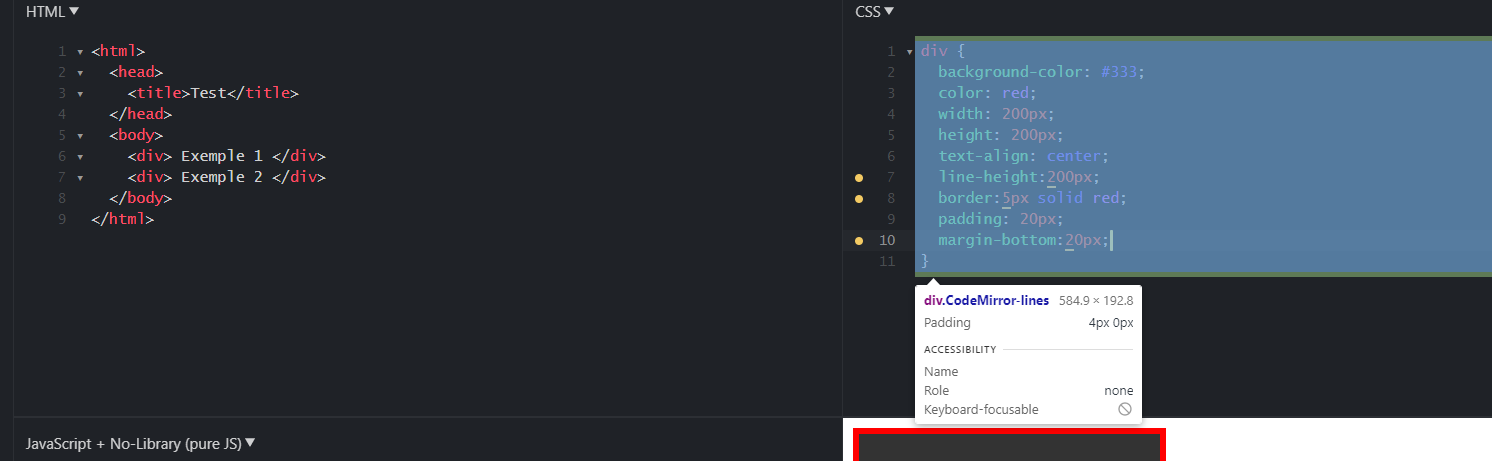 HTML▼
1 ▾ <html>
2 ▾ <head>
3 ▾ <title>Test</title>
4 </head>
5 ▾ <body>
6 ▾ <div> Exemple 1 </div>
7 ▾ <div> Exemple 2 </div>
8 </body>
9 </html>
CSS▼
1 ▾ div {
2 background-color: #333;
3 color: red;
4 width: 200px;
5 height: 200px;
6 text-align: center;
7 line-height:200px;
8 border:5px solid red;
9 padding: 20px;
10 margin-bottom:20px;
11 }
div.CodeMirror-lines 584.9 × 192.8
Padding 4px 0px
ACCESSIBILITY
Name
Role none
Keyboard-focusable
JavaScript + No-Library (pure JS)▼